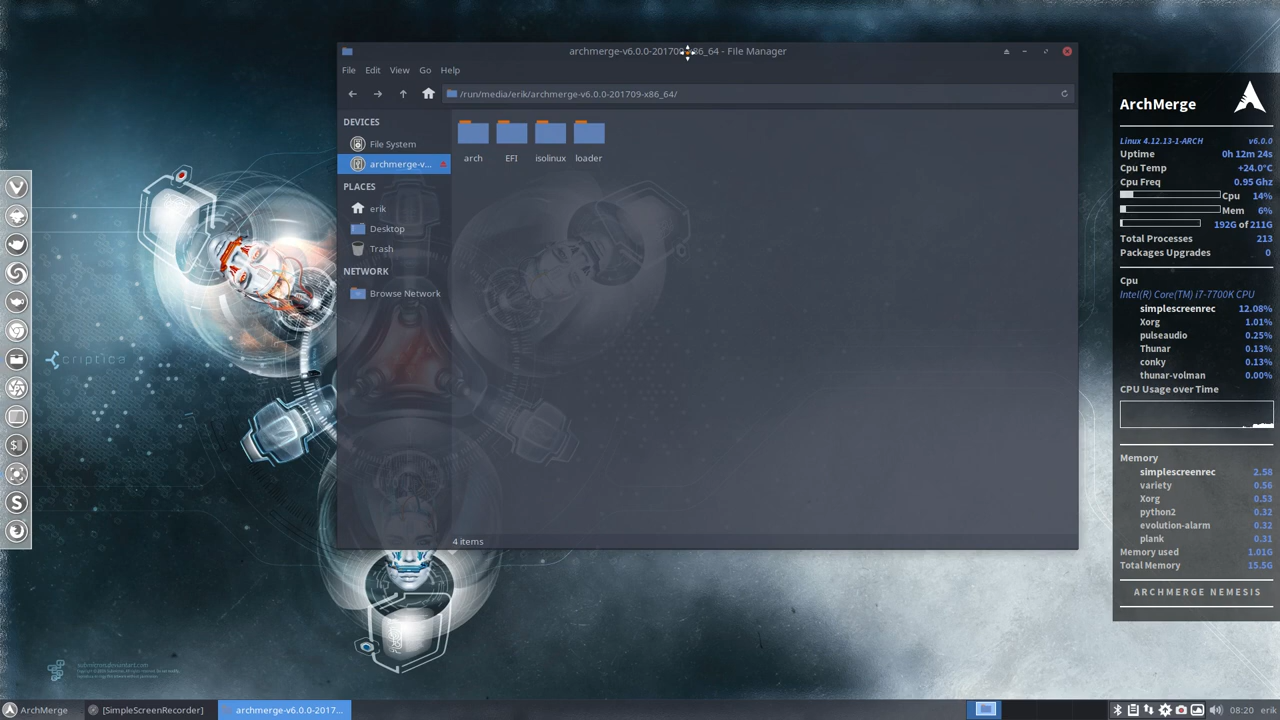 archmerge-v6.0.0-201709-x86_64 - File Manager
File Edit View Go Help
/run/media/erik/archmerge-v6.0.0-201709-x86_64/
DEVICES
File System
archmerge-v...
PLACES
erik
Desktop
Trash
NETWORK
Browse Network
arch EFI isolinux loader
4 items
criptica
ArchMerge
Linux 4.12.13-1-ARCH v6.0.0
Uptime 0h 12m 24s
Cpu Temp +24.0°C
Cpu Freq 0.95 Ghz
Cpu 14%
Mem 6%
192G of 211G
Total Processes 213
Packages Upgrades 0
Cpu
Intel(R) Core(TM) i7-7700K CPU
simplescreenrec 12.08%
Xorg 1.01%
pulseaudio 0.25%
Thunar 0.13%
conky 0.13%
thunar-volman 0.00%
CPU Usage over Time
Memory
simplescreenrec 2.58
variety 0.56
Xorg 0.53
python2 0.32
evolution-alarm 0.32
plank 0.31
Memory used 1.01G
Total Memory 15.5G
ARCHMERGE NEMESIS
ArchMerge [SimpleScreenRecorder] archmerge-v6.0.0-2017... 08:20 erik